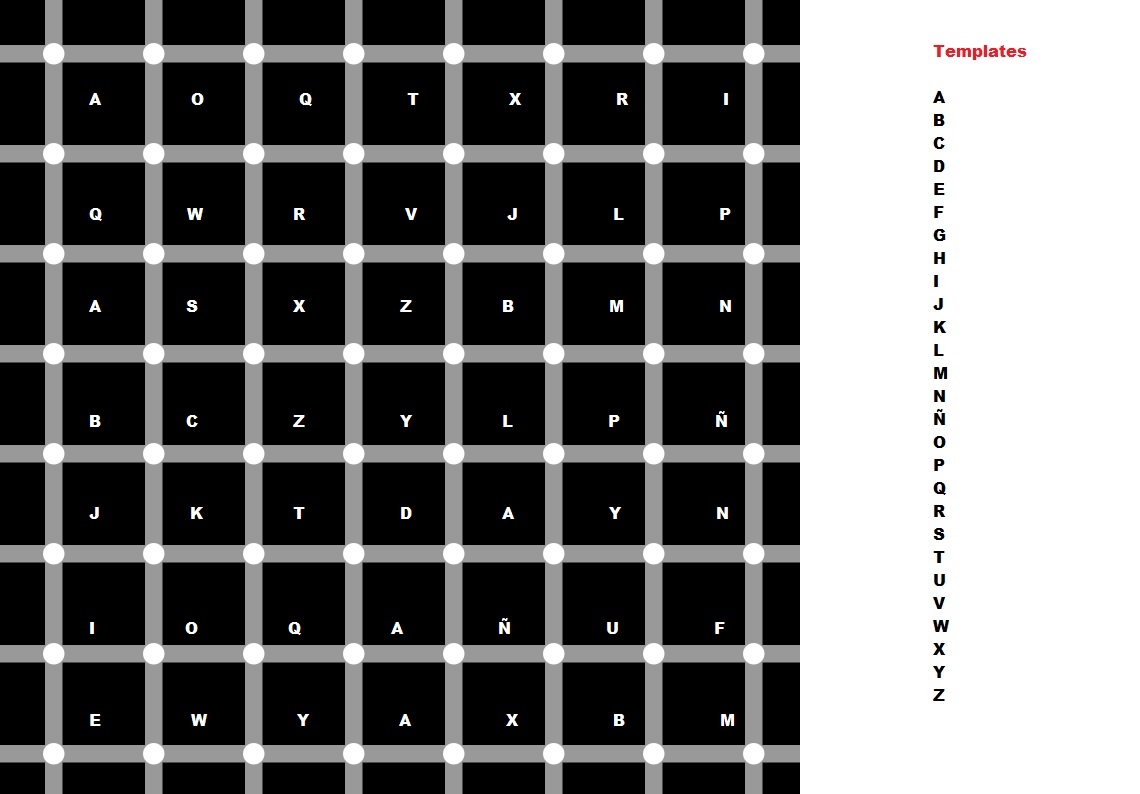 Templates
A O Q T X R I
Q W R V J L P
A S X Z B M N
B C Z Y L P Ñ
J K T D A Y N
I O Q A Ñ U F
E W Y A X B M
A
B
C
D
E
F
G
H
I
J
K
L
M
N
Ñ
O
P
Q
R
S
T
U
V
W
X
Y
Z